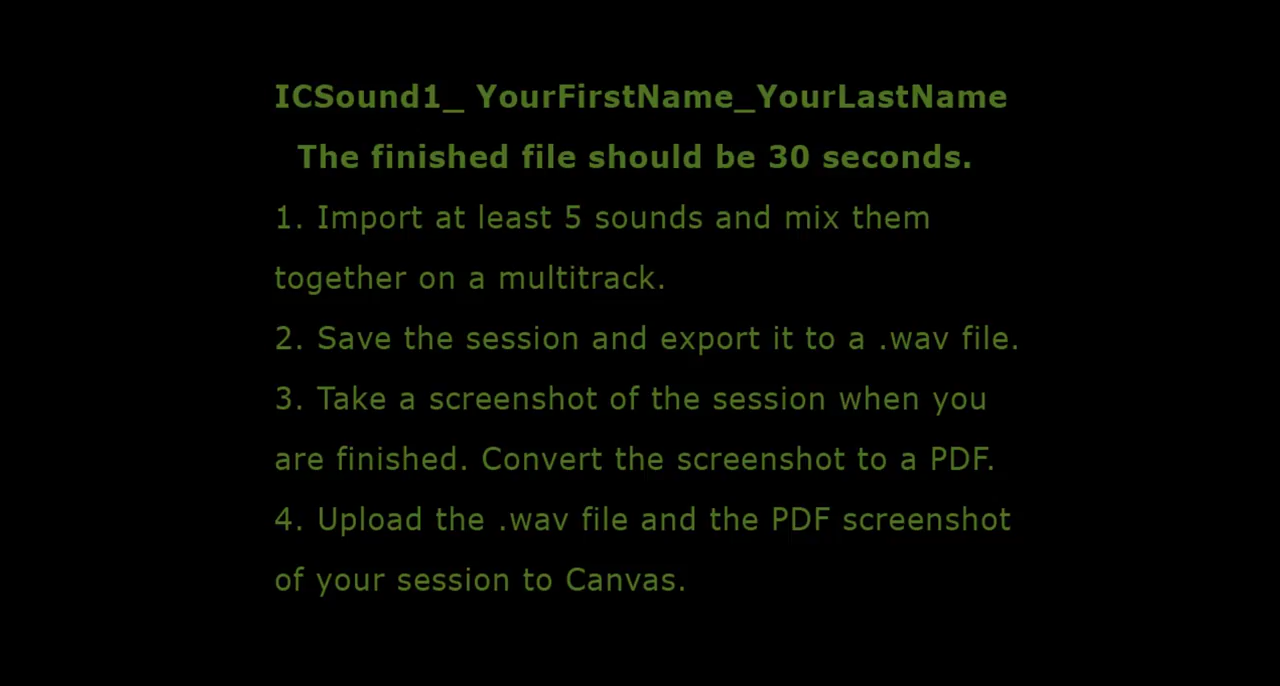 ICSound1_ YourFirstName_YourLastName
The finished file should be 30 seconds.
1. Import at least 5 sounds and mix them
together on a multitrack.
2. Save the session and export it to a .wav file.
3. Take a screenshot of the session when you
are finished. Convert the screenshot to a PDF.
4. Upload the .wav file and the PDF screenshot
of your session to Canvas.